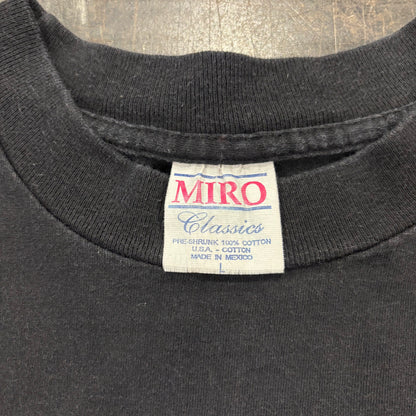 MIRO
Classics
PRE-SHRUNK 100% COTTON
U.S.A. - COTTON
MADE IN MEXICO
L